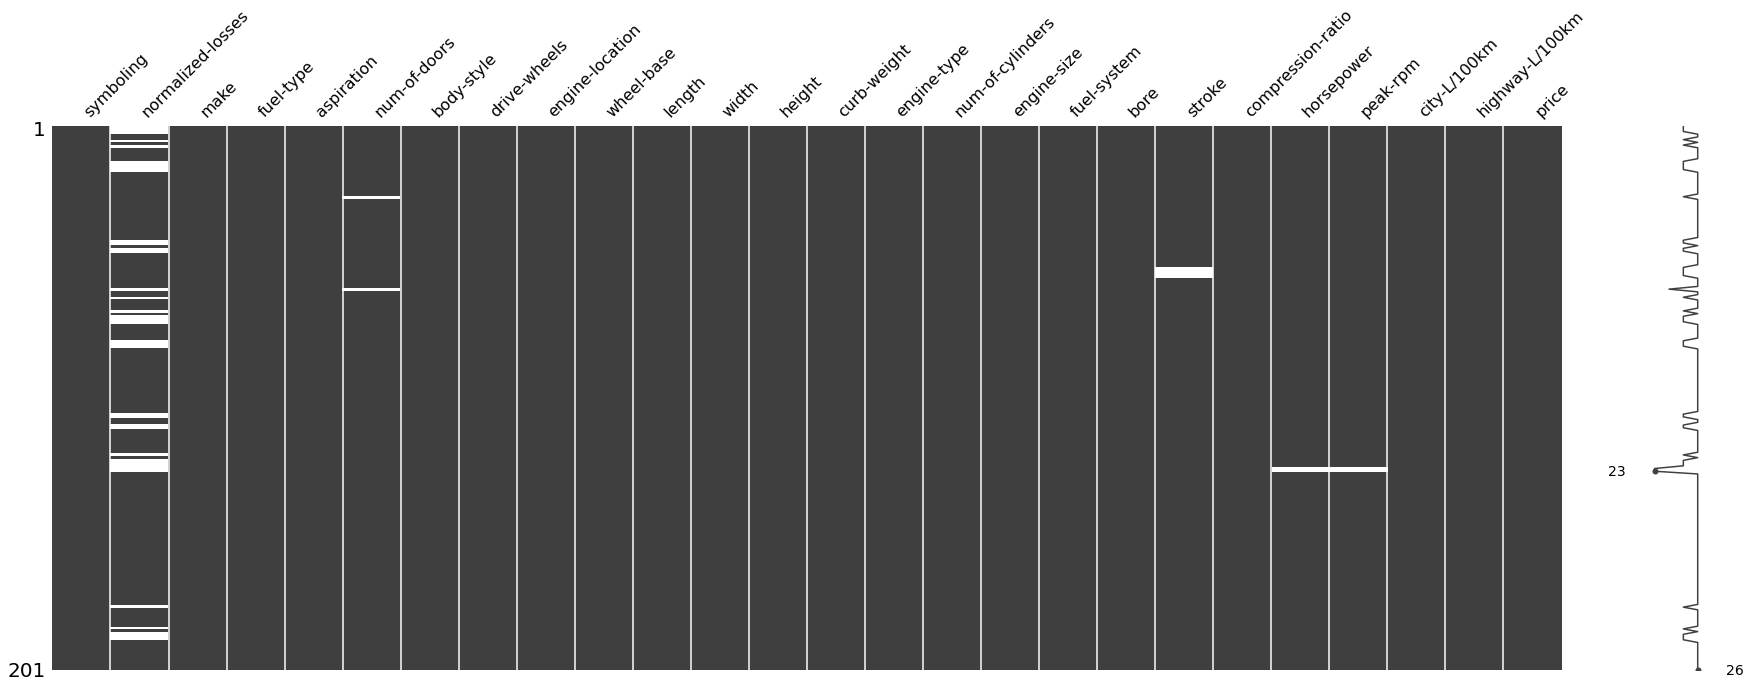 symboling
normalized-losses
make
fuel-type
aspiration
num-of-doors
body-style
drive-wheels
engine-location
wheel-base
length
width
height
curb-weight
engine-type
num-of-cylinders
engine-size
fuel-system
bore
stroke
compression-ratio
horsepower
peak-rpm
city-L/100km
highway-L/100km
price
1
23
201
26